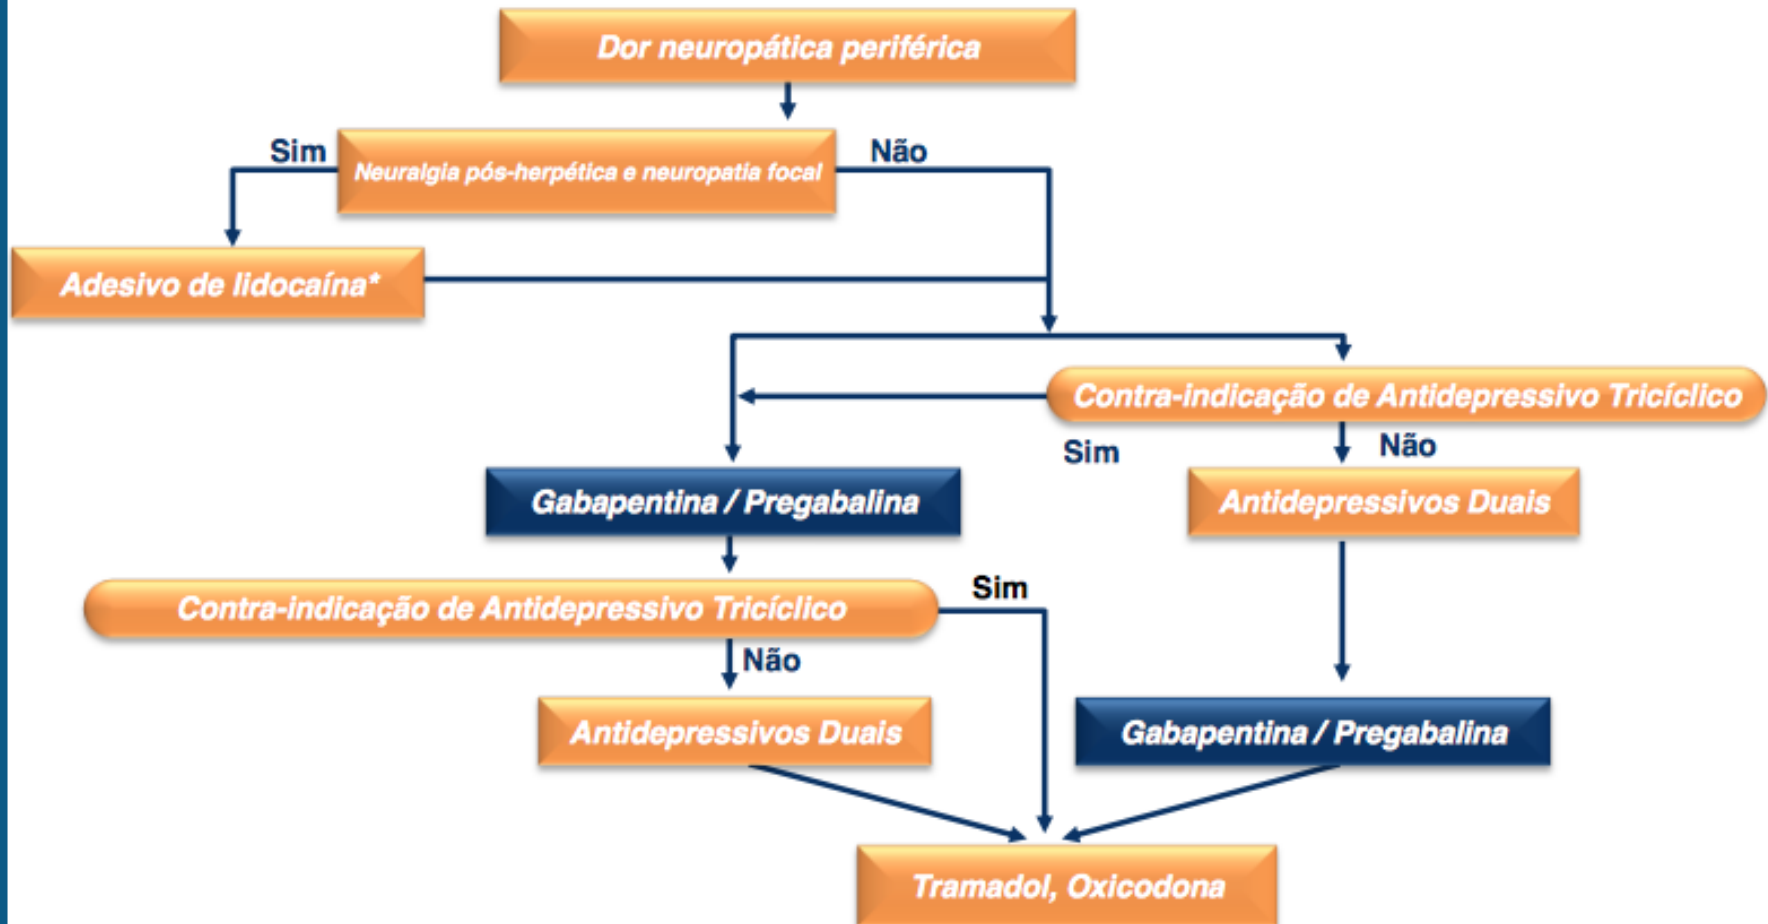 Dor neuropática periférica
Sim
Não
Neuralgia pós-herpética e neuropatia focal
Adesivo de lidocaína*
Contra-indicação de Antidepressivo Tricíclico
Sim
Não
Gabapentina / Pregabalina
Antidepressivos Duais
Sim
Contra-indicação de Antidepressivo Tricíclico
Não
Antidepressivos Duais
Gabapentina / Pregabalina
Tramadol, Oxicodona